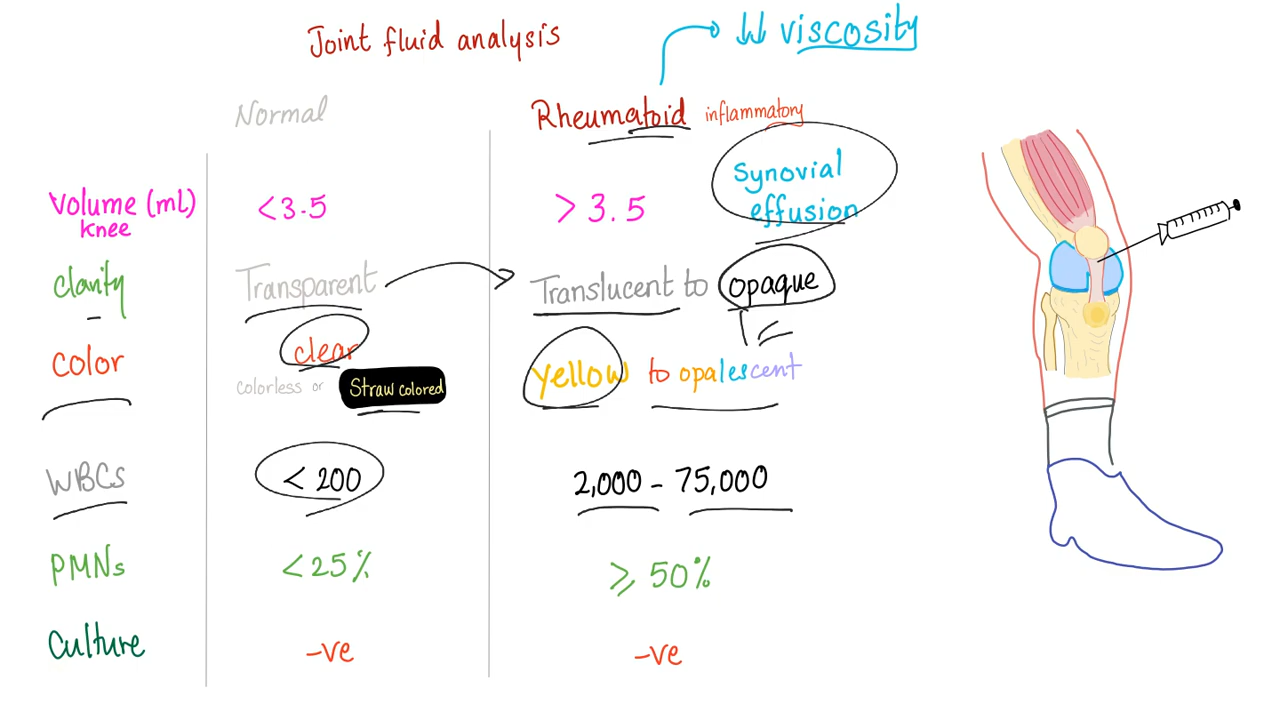 Joint fluid analysis
↓↓ viscosity
Normal
Rheumatoid inflammatory
Synovial
effusion
Volume (ml)
knee
<3.5
>3.5
clarity
Transparent
Translucent to opaque
color
clear
colorless or Straw colored
yellow to opalescent
WBCs
< 200
2,000 - 75,000
PMNs
<25%
≥ 50%
Culture
-ve
-ve